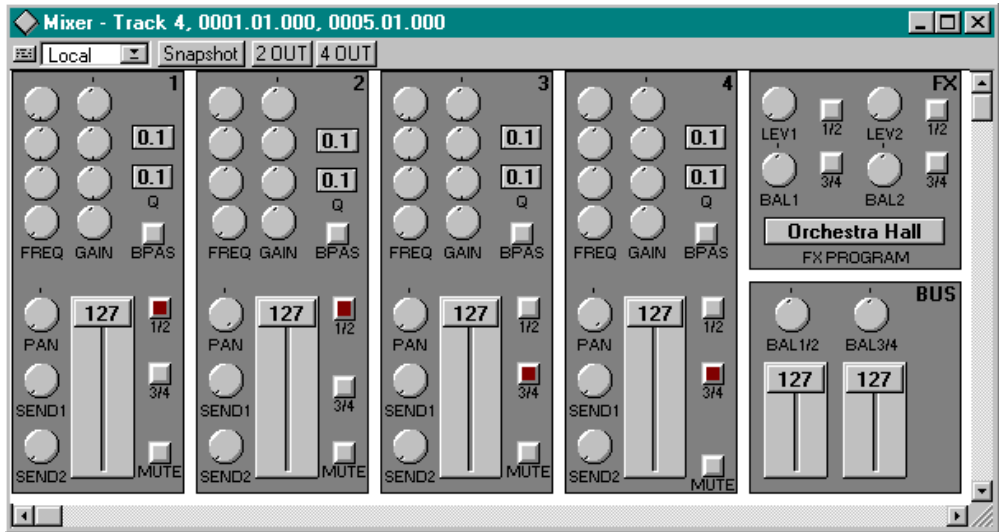 Mixer - Track 4, 0001.01.000, 0005.01.000
Local Snapshot 2 OUT 4 OUT
1
0.1
0.1
Q
FREQ GAIN BPAS
127
1/2
PAN
3/4
SEND1
SEND2
MUTE
2
0.1
0.1
Q
FREQ GAIN BPAS
127
1/2
PAN
3/4
SEND1
SEND2
MUTE
3
0.1
0.1
Q
FREQ GAIN BPAS
127
1/2
PAN
3/4
SEND1
SEND2
MUTE
4
0.1
0.1
Q
FREQ GAIN BPAS
127
1/2
PAN
3/4
SEND1
SEND2
MUTE
FX
LEV1 1/2 LEV2 1/2
3/4 3/4
BAL1 BAL2
Orchestra Hall
FX PROGRAM
BUS
BAL1/2 BAL3/4
127 127